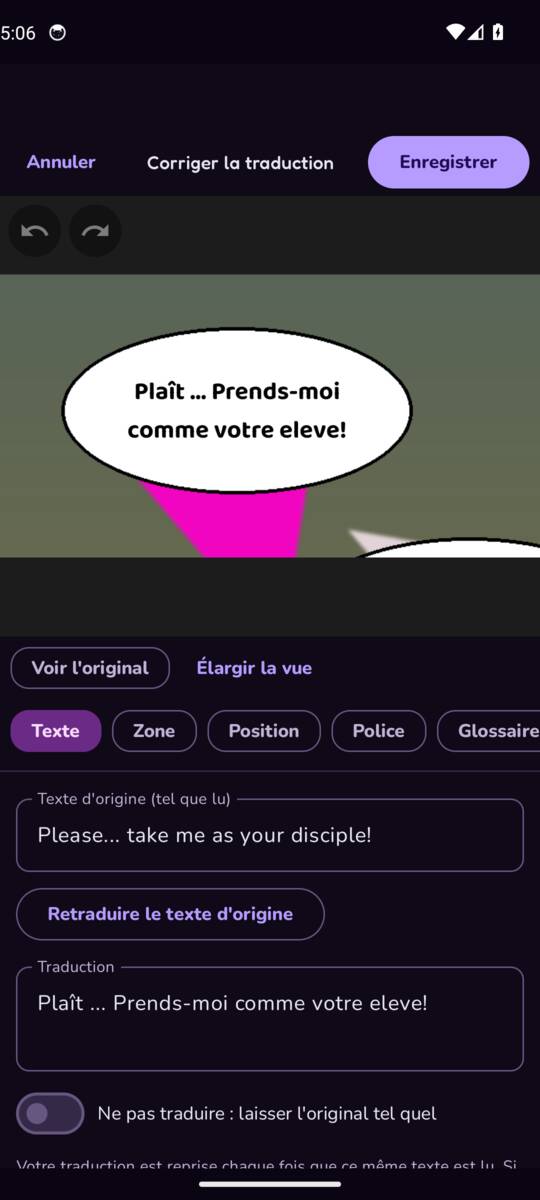 5:06
Annuler
Corriger la traduction
Enregistrer
Plaît ... Prends-moi
comme votre eleve!
Voir l'original
Élargir la vue
Texte
Zone
Position
Police
Glossaire
Texte d'origine (tel que lu)
Please... take me as your disciple!
Retraduire le texte d'origine
Traduction
Plaît ... Prends-moi comme votre eleve!
Ne pas traduire : laisser l'original tel quel
Votre traduction est reprise chaque fois que ce même texte est lu. Si